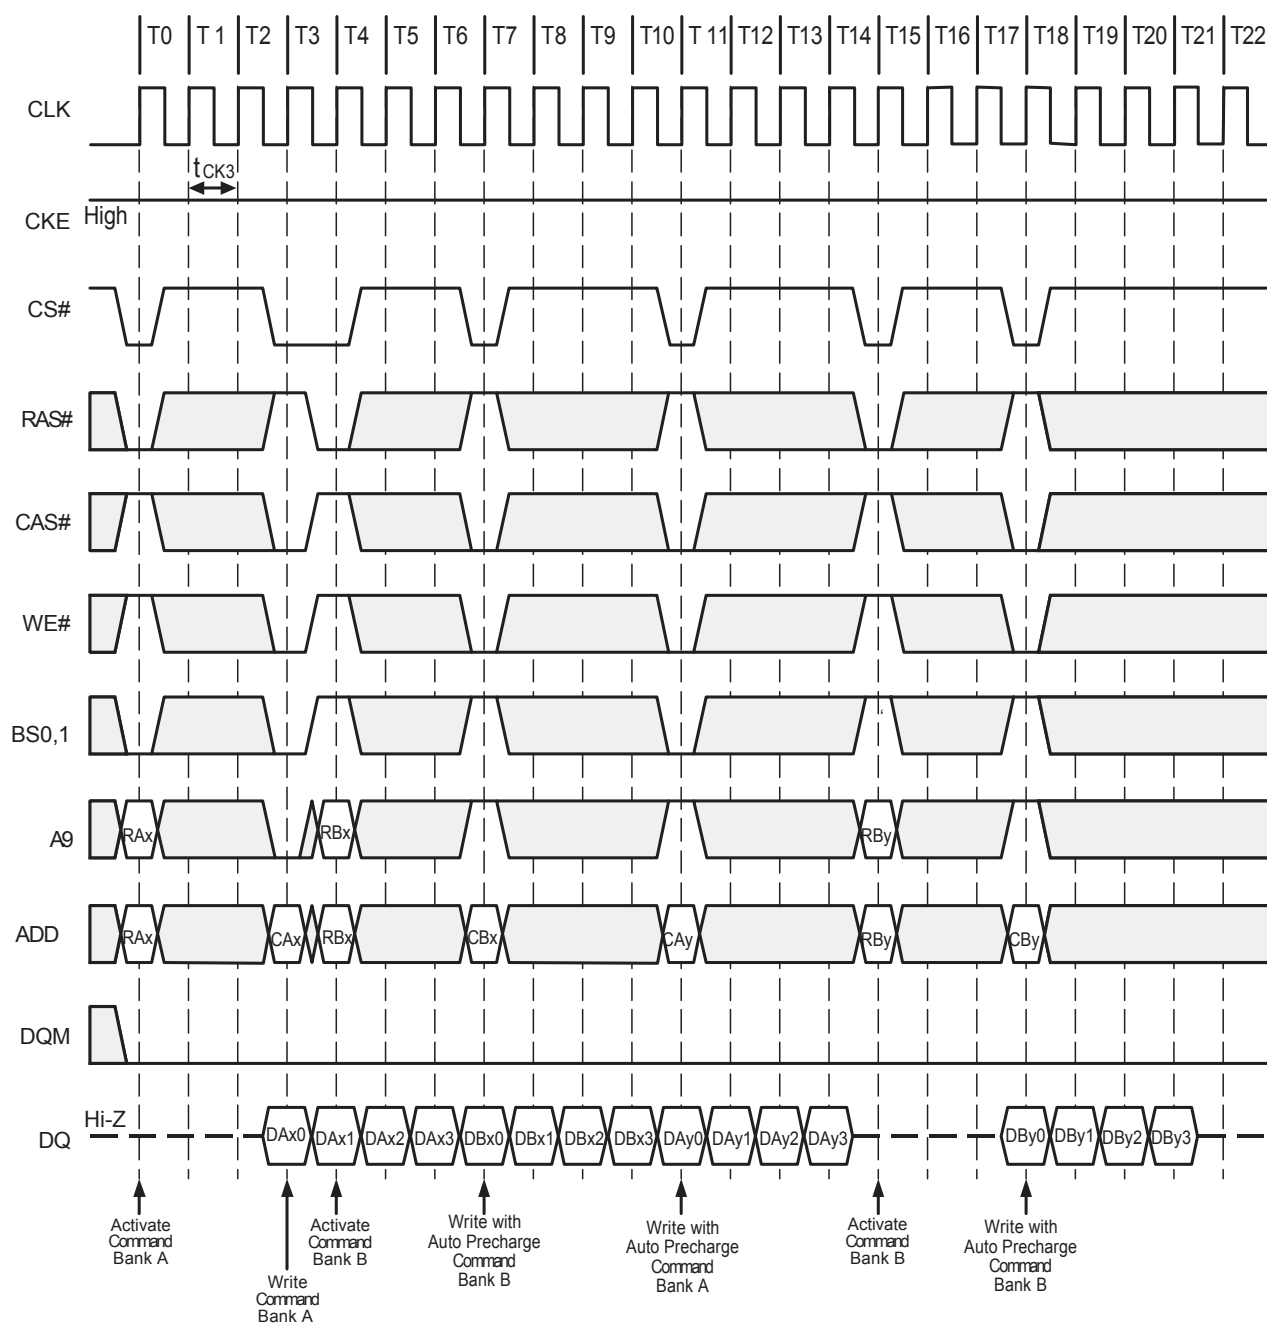 T0 T 1 T2 T3 T4 T5 T6 T7 T8 T9 T10 T 11 T12 T13 T14 T15 T16 T17 T18 T19 T20 T21 T22
CLK
tCK3
CKE High
CS#
RAS#
CAS#
WE#
BS0,1
A9 RAx RBx RBy
ADD RAx CAx RBx CBx CAy RBy CBy
DQM
Hi-Z
DQ DAx0 DAx1 DAx2 DAx3 DBx0 DBx1 DBx2 DBx3 DAy0 DAy1 DAy2 DAy3 DBy0 DBy1 DBy2 DBy3
Activate
Command
Bank A
Write
Command
Bank A
Activate
Command
Bank B
Write with
Auto Precharge
Command
Bank B
Write with
Auto Precharge
Command
Bank A
Activate
Command
Bank B
Write with
Auto Precharge
Command
Bank B